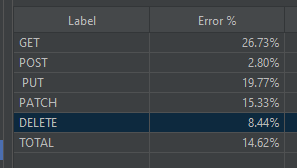 Label Error %
GET 26.73%
POST 2.80%
PUT 19.77%
PATCH 15.33%
DELETE 8.44%
TOTAL 14.62%